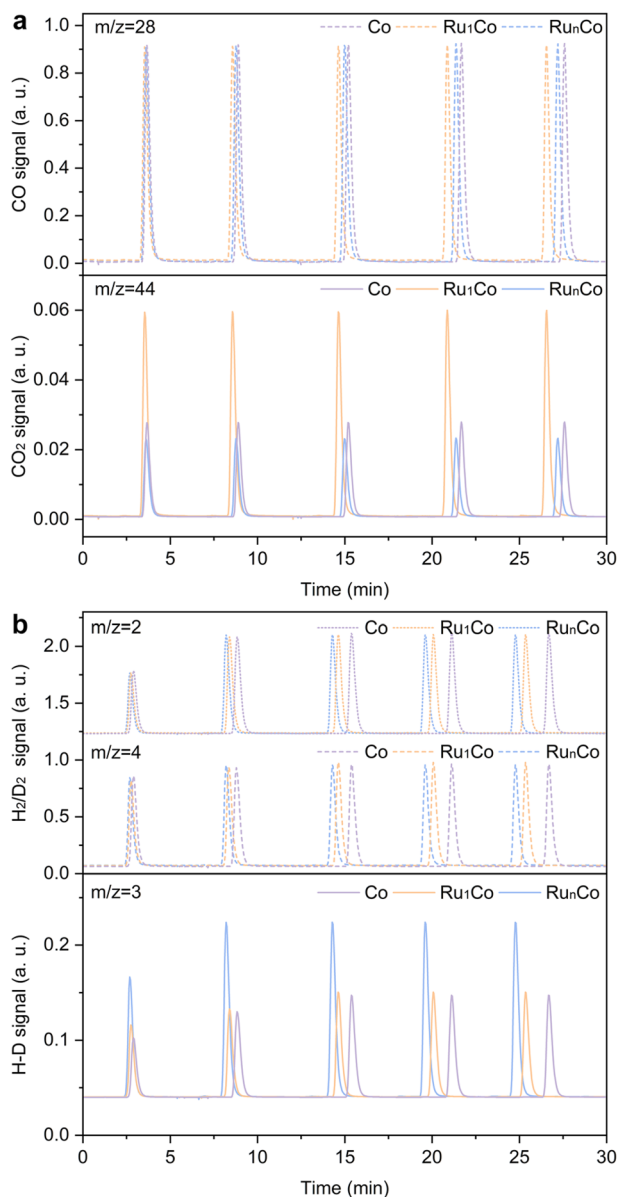 a
m/z=28
Co Ru₁Co RuₙCo
1.0
0.8
0.6
0.4
0.2
0.0
CO signal (a. u.)
m/z=44
Co Ru₁Co RuₙCo
0.06
0.04
0.02
0.00
CO₂ signal (a. u.)
0 5 10 15 20 25 30
Time (min)
b
m/z=2
Co Ru₁Co RuₙCo
2.0
1.5
m/z=4
Co Ru₁Co RuₙCo
1.0
0.5
0.0
H₂/D₂ signal (a. u.)
m/z=3
Co Ru₁Co RuₙCo
0.2
0.1
0.0
H-D signal (a. u.)
0 5 10 15 20 25 30
Time (min)